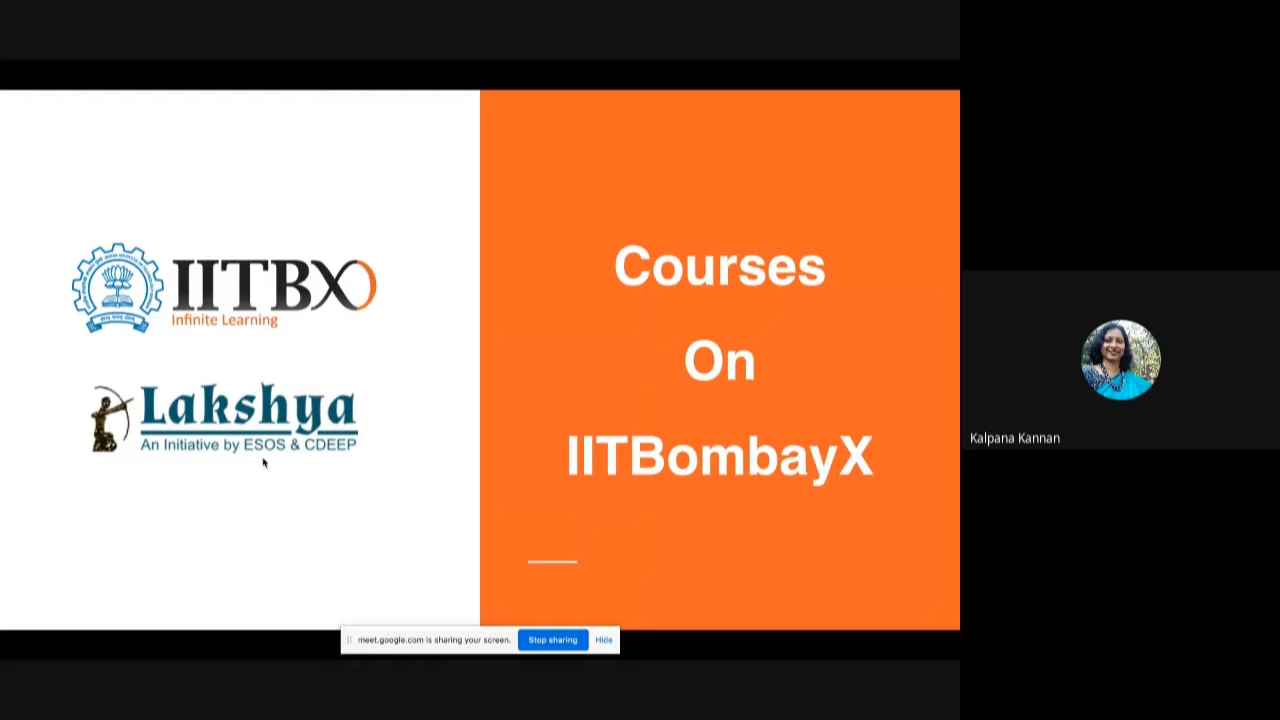 IITBX
Infinite Learning
Lakshya
An Initiative by ESOS & CDEEP
Courses
On
IITBombayX
Kalpana Kannan
meet.google.com is sharing your screen.
Stop sharing
Hide